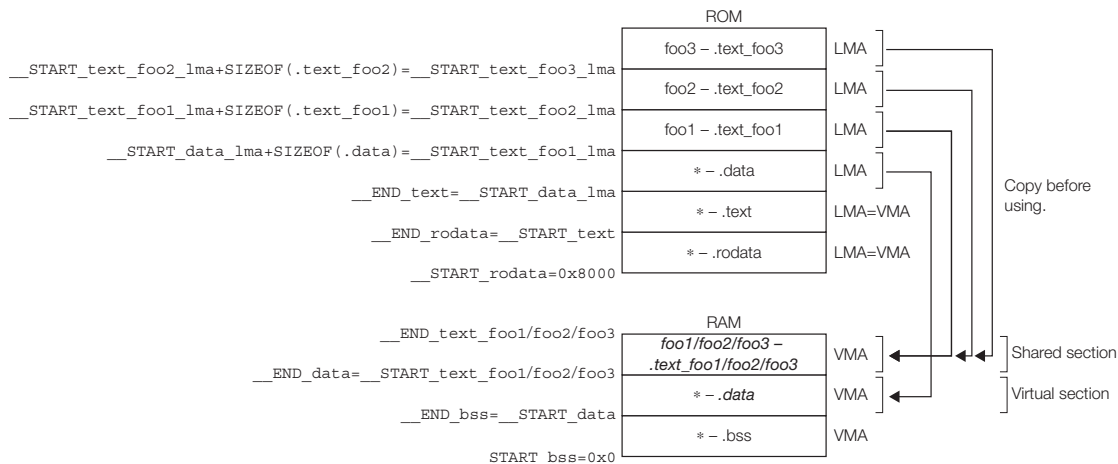 ROM
foo3 – .text_foo3 LMA
__START_text_foo2_lma+SIZEOF(.text_foo2)=__START_text_foo3_lma
foo2 – .text_foo2 LMA
__START_text_foo1_lma+SIZEOF(.text_foo1)=__START_text_foo2_lma
foo1 – .text_foo1 LMA
__START_data_lma+SIZEOF(.data)=__START_text_foo1_lma
∗ – .data LMA
Copy before
using.
__END_text=__START_data_lma
∗ – .text LMA=VMA
__END_rodata=__START_text
∗ – .rodata LMA=VMA
__START_rodata=0x8000
RAM
__END_text_foo1/foo2/foo3
foo1/foo2/foo3 –
.text_foo1/foo2/foo3
VMA
Shared section
__END_data=__START_text_foo1/foo2/foo3
∗ – .data VMA
Virtual section
__END_bss=__START_data
∗ – .bss VMA
START bss=0x0